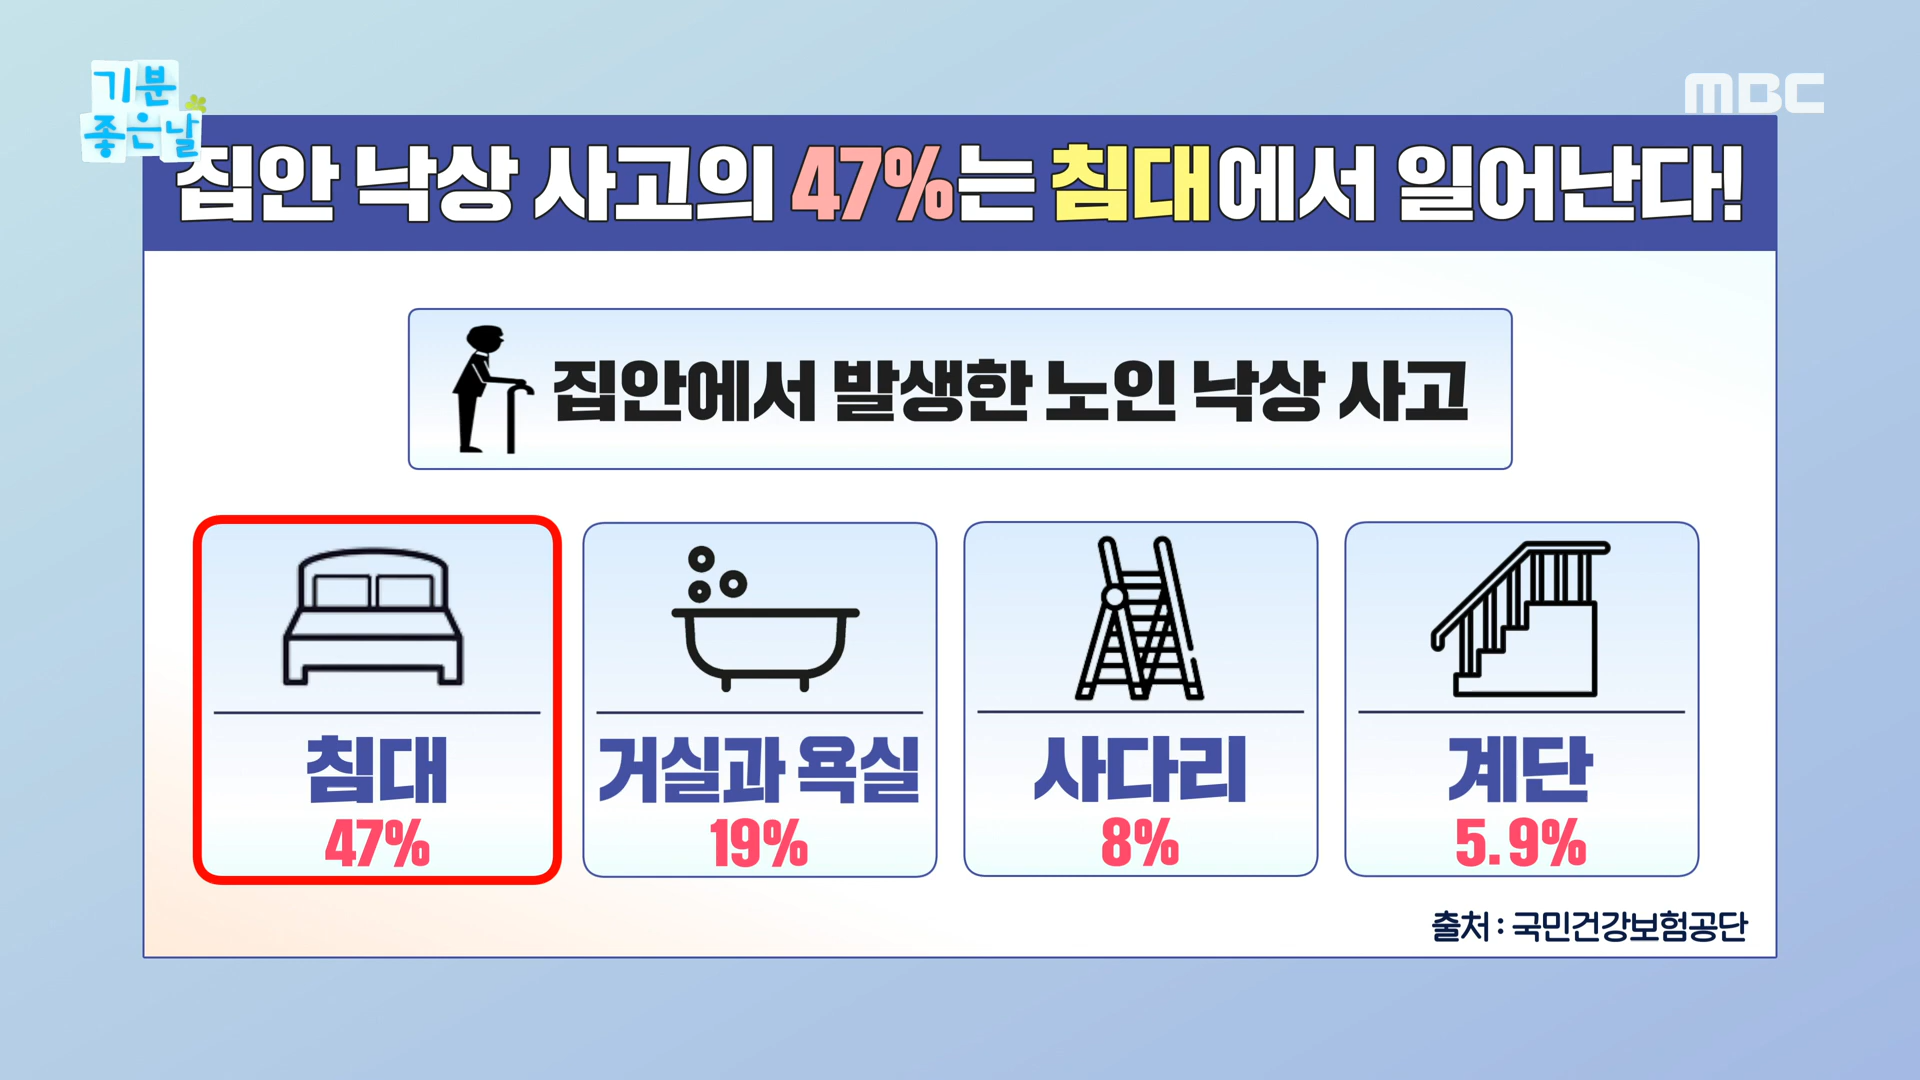 기분
좋은날
MBC
집안 낙상 사고의 47%는 침대에서 일어난다!
집안에서 발생한 노인 낙상 사고
침대
47%
거실과 욕실
19%
사다리
8%
계단
5.9%
출처 : 국민건강보험공단